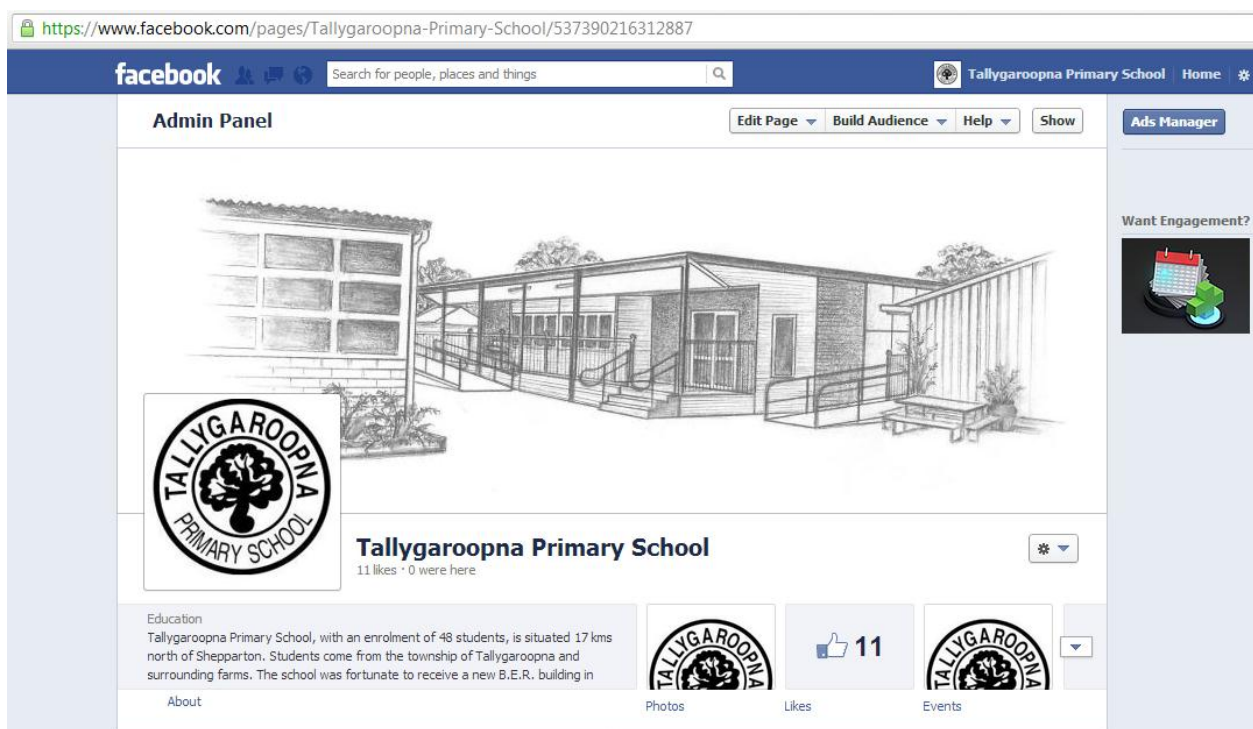 https://www.facebook.com/pages/Tallygaroopna-Primary-School/537390216312887
facebook
Search for people, places and things
Tallygaroopna Primary School Home
Admin Panel
Edit Page Build Audience Help Show
Ads Manager
Want Engagement?
TALLYGAROOPNA
PRIMARY SCHOOL
Tallygaroopna Primary School
11 likes · 0 were here
Education
Tallygaroopna Primary School, with an enrolment of 48 students, is situated 17 kms
north of Shepparton. Students come from the township of Tallygaroopna and
surrounding farms. The school was fortunate to receive a new B.E.R. building in
About
TALLYGAROOPNA
Photos
11
Likes
TALLYGAROOPNA
Events